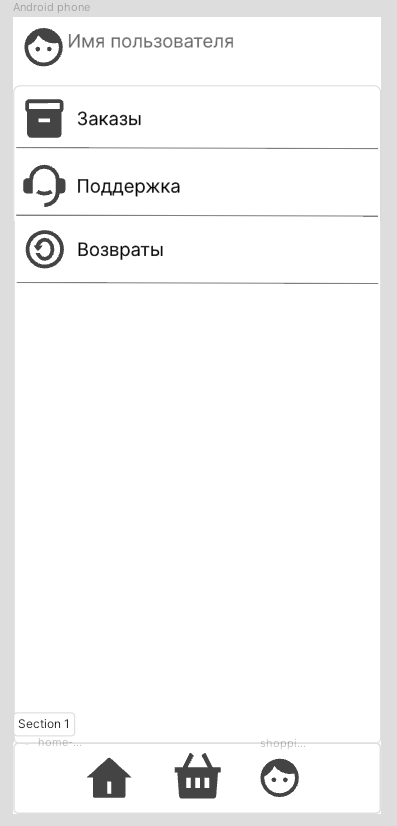 Android phone
Имя пользователя
Заказы
Поддержка
Возвраты
Section 1
home-...
shoppi...